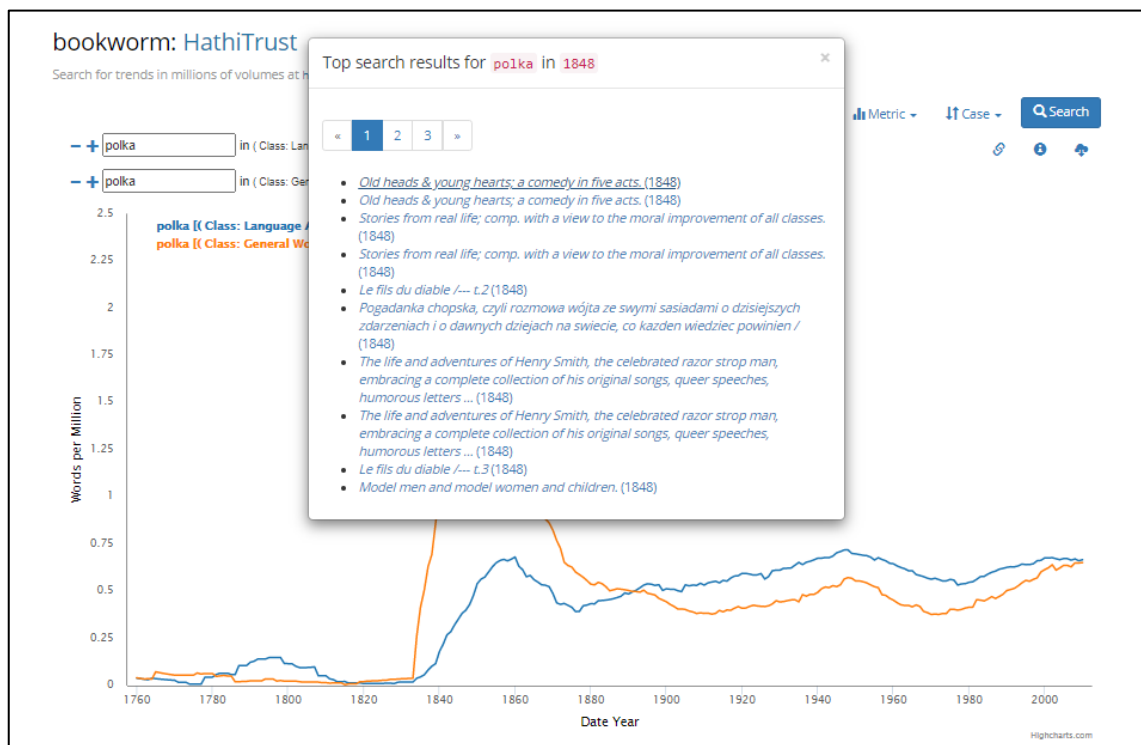 bookworm: HathiTrust
Search for trends in millions of volumes at
Top search results for polka in 1848
×
« 1 2 3 »
Metric
Case
Search
− + polka in ( Class: Lan
− + polka in ( Class: Gen
Old heads & young hearts; a comedy in five acts. (1848)
Old heads & young hearts; a comedy in five acts. (1848)
Stories from real life; comp. with a view to the moral improvement of all classes.
(1848)
Stories from real life; comp. with a view to the moral improvement of all classes.
(1848)
Le fils du diable /--- t.2 (1848)
Pogadanka chopska, czyli rozmowa wójta ze swymi sasiadami o dzisiejszych
zdarzeniach i o dawnych dziejach na swiecie, co kazden wiedziec powinien /
(1848)
The life and adventures of Henry Smith, the celebrated razor strop man,
embracing a complete collection of his original songs, queer speeches,
humorous letters ... (1848)
The life and adventures of Henry Smith, the celebrated razor strop man,
embracing a complete collection of his original songs, queer speeches,
humorous letters ... (1848)
Le fils du diable /--- t.3 (1848)
Model men and model women and children. (1848)
polka [( Class: Language A
polka [( Class: General Wo
Words per Million
2.5
2.25
2
1.75
1.5
1.25
1
0.75
0.5
0.25
0
1760 1780 1800 1820 1840 1860 1880 1900 1920 1940 1960 1980 2000
Date Year
Highcharts.com